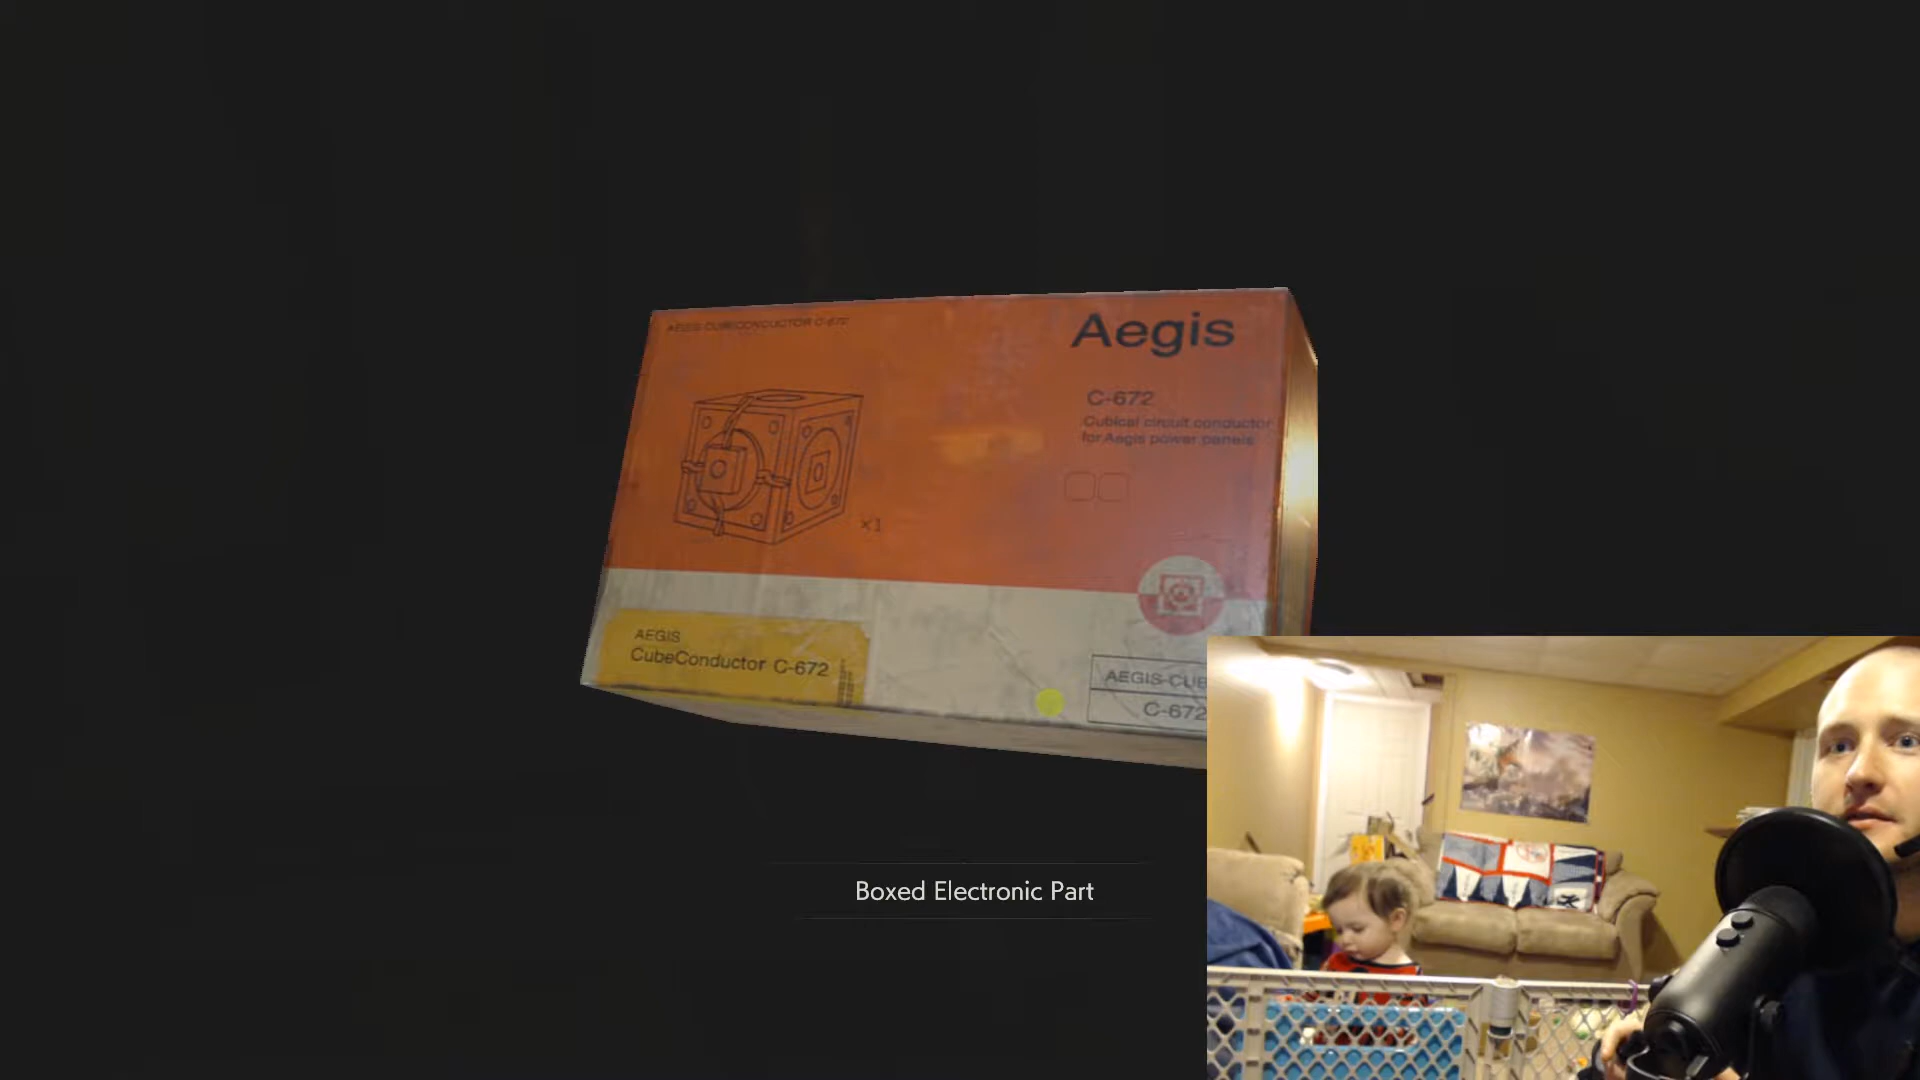 AEGIS CUBECONDUCTOR C-672
Aegis
C-672
Cubical circuit conductor
for Aegis power panels
x1
AEGIS
CubeConductor C-672
AEGIS-CUB
C-672
Boxed Electronic Part